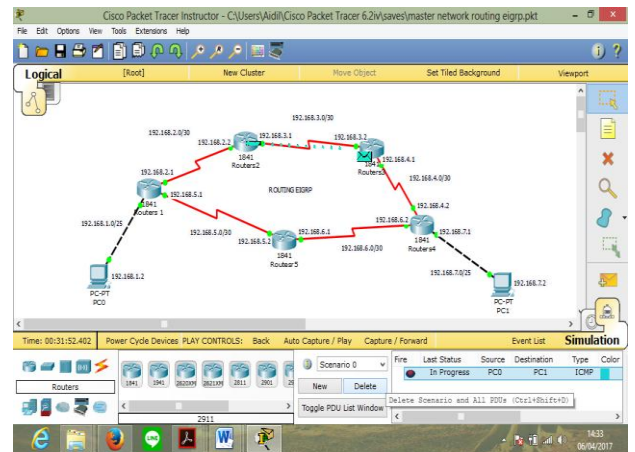 Cisco Packet Tracer Instructor - C:\Users\Aidil\Cisco Packet Tracer 6.2iv\saves\master network routing eigrp.pkt
File Edit Options View Tools Extensions Help
Logical [Root] New Cluster Move Object Set Tiled Background Viewport
192.168.3.0/30
192.168.2.0/30
192.168.2.2
192.168.3.1
192.168.3.2
1841
Routers2
192.168.4.1
1841
Routers3
192.168.2.1
192.168.4.0/30
192.168.5.1
ROUTING EIGRP
1841
Routers 1
192.168.4.2
192.168.1.0/25
192.168.5.0/30
192.168.5.2
192.168.6.1
192.168.6.2
192.168.7.1
1841
Routers4
192.168.6.0/30
1841
Routesr5
192.168.1.2
192.168.7.0/25
192.168.7.2
PC-PT
PC0
PC-PT
PC1
Time: 00:31:52.402 Power Cycle Devices PLAY CONTROLS: Back Auto Capture / Play Capture / Forward Event List Simulation
Routers
1841 1941 2620XM 2621XM 2811 2901
2911
Scenario 0
New Delete
Toggle PDU List Window
Fire Last Status Source Destination Type Color
In Progress PC0 PC1 ICMP
Delete Scenario and All PDUs (Ctrl+Shift+D)
14:33
06/04/2017